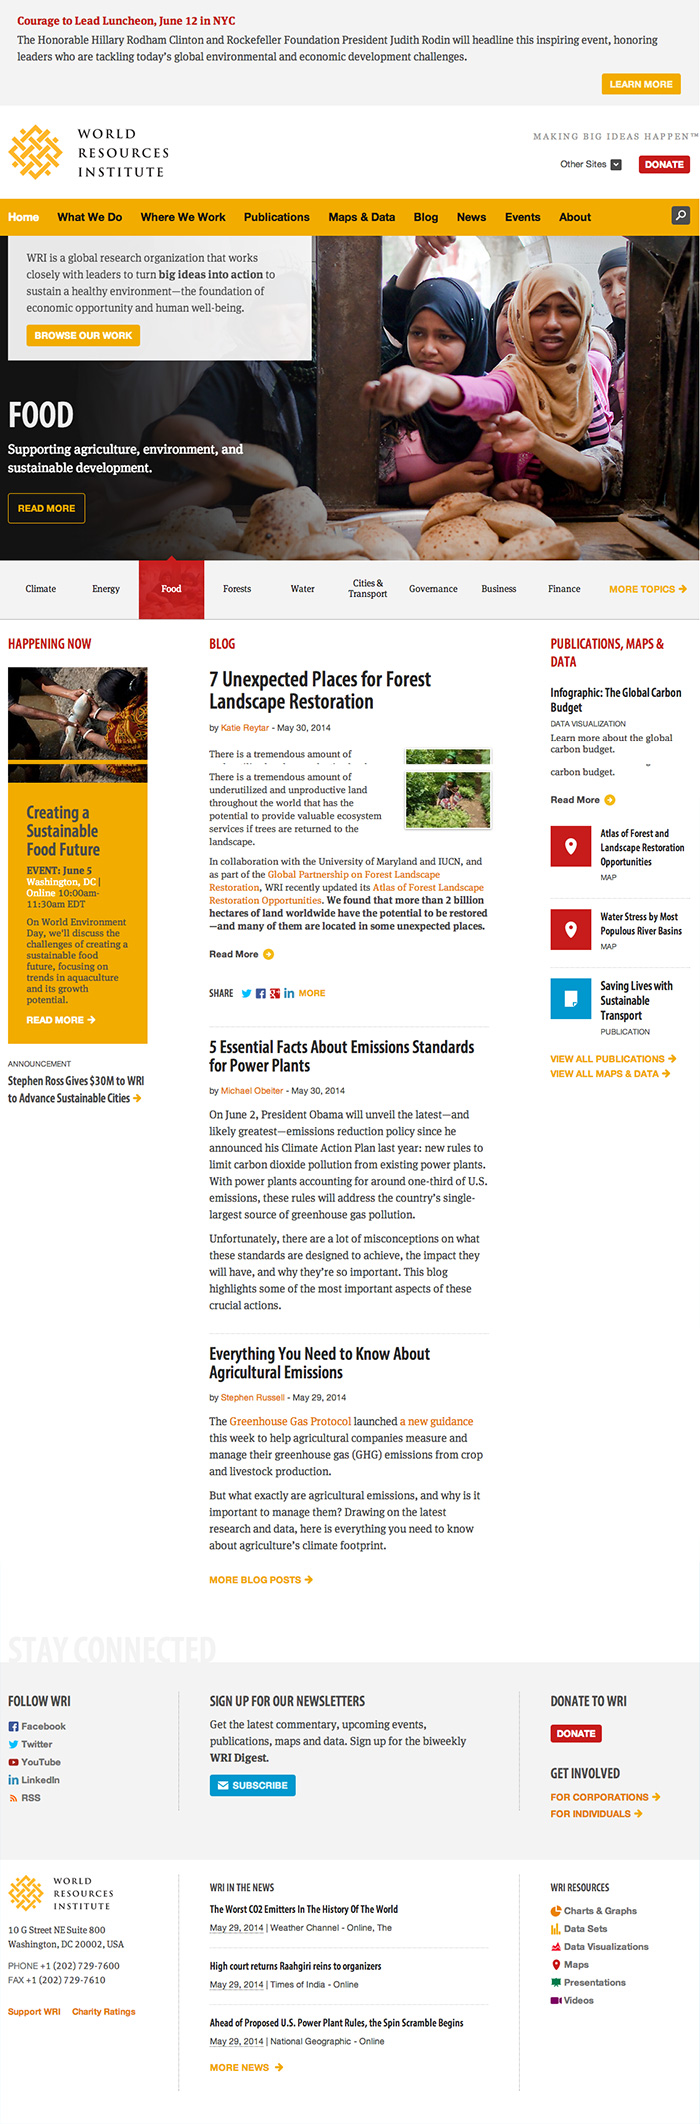 Courage to Lead Luncheon, June 12 in NYC
The Honorable Hillary Rodham Clinton and Rockefeller Foundation President Judith Rodin will headline this inspiring event, honoring
leaders who are tackling today's global environmental and economic development challenges.
LEARN MORE
WORLD
RESOURCES
INSTITUTE
MAKING BIG IDEAS HAPPEN™
Other Sites
DONATE
Home What We Do Where We Work Publications Maps & Data Blog News Events About
WRI is a global research organization that works
closely with leaders to turn big ideas into action to
sustain a healthy environment—the foundation of
economic opportunity and human well-being.
BROWSE OUR WORK
FOOD
Supporting agriculture, environment, and
sustainable development.
READ MORE
Climate Energy Food Forests Water Cities & Transport Governance Business Finance MORE TOPICS
HAPPENING NOW
Creating a
Sustainable
Food Future
EVENT: June 5
Washington, DC |
Online 10:00am-
11:30am EDT
On World Environment
Day, we'll discuss the
challenges of creating a
sustainable food
future, focusing on
trends in aquaculture
and its growth
potential.
READ MORE
ANNOUNCEMENT
Stephen Ross Gives $30M to WRI
to Advance Sustainable Cities
BLOG
7 Unexpected Places for Forest
Landscape Restoration
by Katie Reytar - May 30, 2014
There is a tremendous amount of
There is a tremendous amount of
underutilized and unproductive land
throughout the world that has the
potential to provide valuable ecosystem
services if trees are returned to the
landscape.
In collaboration with the University of Maryland and IUCN, and
as part of the Global Partnership on Forest Landscape
Restoration, WRI recently updated its Atlas of Forest Landscape
Restoration Opportunities. We found that more than 2 billion
hectares of land worldwide have the potential to be restored
—and many of them are located in some unexpected places.
Read More
SHARE MORE
5 Essential Facts About Emissions Standards
for Power Plants
by Michael Obeiter - May 30, 2014
On June 2, President Obama will unveil the latest—and
likely greatest—emissions reduction policy since he
announced his Climate Action Plan last year: new rules to
limit carbon dioxide pollution from existing power plants.
With power plants accounting for around one-third of U.S.
emissions, these rules will address the country's single-
largest source of greenhouse gas pollution.
Unfortunately, there are a lot of misconceptions on what
these standards are designed to achieve, the impact they
will have, and why they're so important. This blog
highlights some of the most important aspects of these
crucial actions.
Everything You Need to Know About
Agricultural Emissions
by Stephen Russell - May 29, 2014
The Greenhouse Gas Protocol launched a new guidance
this week to help agricultural companies measure and
manage their greenhouse gas (GHG) emissions from crop
and livestock production.
But what exactly are agricultural emissions, and why is it
important to manage them? Drawing on the latest
research and data, here is everything you need to know
about agriculture's climate footprint.
MORE BLOG POSTS
PUBLICATIONS, MAPS &
DATA
Infographic: The Global Carbon
Budget
DATA VISUALIZATION
Learn more about the global
carbon budget.
carbon budget.
Read More
Atlas of Forest and
Landscape Restoration
Opportunities
MAP
Water Stress by Most
Populous River Basins
MAP
Saving Lives with
Sustainable
Transport
PUBLICATION
VIEW ALL PUBLICATIONS
VIEW ALL MAPS & DATA
STAY CONNECTED
FOLLOW WRI
Facebook
Twitter
YouTube
LinkedIn
RSS
SIGN UP FOR OUR NEWSLETTERS
Get the latest commentary, upcoming events,
publications, maps and data. Sign up for the biweekly
WRI Digest.
SUBSCRIBE
DONATE TO WRI
DONATE
GET INVOLVED
FOR CORPORATIONS
FOR INDIVIDUALS
WORLD
RESOURCES
INSTITUTE
10 G Street NE Suite 800
Washington, DC 20002, USA
PHONE +1 (202) 729-7600
FAX +1 (202) 729-7610
Support WRI Charity Ratings
WRI IN THE NEWS
The Worst CO2 Emitters In The History Of The World
May 29, 2014 | Weather Channel - Online, The
High court returns Raahgiri reins to organizers
May 29, 2014 | Times of India - Online
Ahead of Proposed U.S. Power Plant Rules, the Spin Scramble Begins
May 29, 2014 | National Geographic - Online
MORE NEWS
WRI RESOURCES
Charts & Graphs
Data Sets
Data Visualizations
Maps
Presentations
Videos